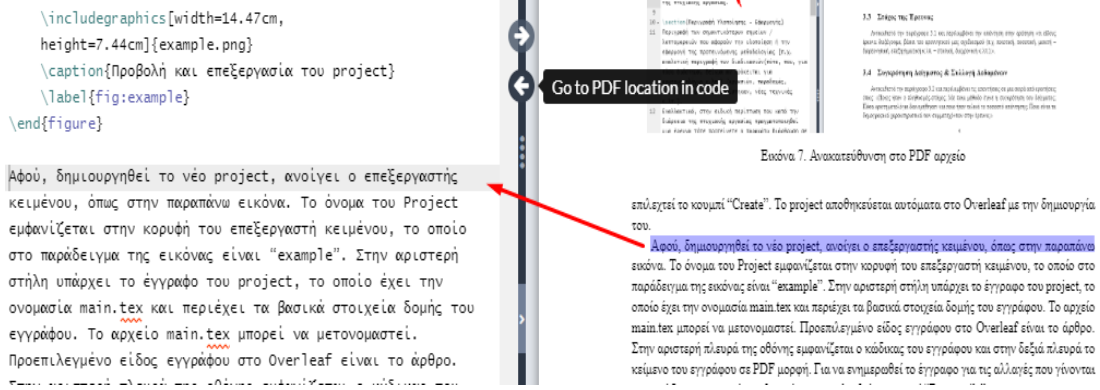 \includegraphics[width=14.47cm,
height=7.44cm]{example.png}
\caption{Προβολή και επεξεργασία του project}
\label{fig:example}
\end{figure}
Αφού, δημιουργηθεί το νέο project, ανοίγει ο επεξεργαστής
κειμένου, όπως στην παραπάνω εικόνα. Το όνομα του Project
εμφανίζεται στην κορυφή του επεξεργαστή κειμένου, το οποίο
στο παράδειγμα της εικόνας είναι “example”. Στην αριστερή
στήλη υπάρχει το έγγραφο του project, το οποίο έχει την
ονομασία main.tex και περιέχει τα βασικά στοιχεία δομής του
εγγράφου. Το αρχείο main.tex μπορεί να μετονομαστεί.
Προεπιλεγμένο είδος εγγράφου στο Overleaf είναι το άρθρο.
Go to PDF location in code
3.3 Στόχος της Έρευνας
3.4 Συγκρότηση Δείγματος & Συλλογή Δεδομένων
Εικόνα 7. Ανακατεύθυνση στο PDF αρχείο
επιλεχτεί το κουμπί “Create”. Το project αποθηκεύεται αυτόματα στο Overleaf με την δημιουργία
του.
Αφού, δημιουργηθεί το νέο project, ανοίγει ο επεξεργαστής κειμένου, όπως στην παραπάνω
εικόνα. Το όνομα του Project εμφανίζεται στην κορυφή του επεξεργαστή κειμένου, το οποίο στο
παράδειγμα της εικόνας είναι “example”. Στην αριστερή στήλη υπάρχει το έγγραφο του project, το
οποίο έχει την ονομασία main.tex και περιέχει τα βασικά στοιχεία δομής του εγγράφου. Το αρχείο
main.tex μπορεί να μετονομαστεί. Προεπιλεγμένο είδος εγγράφου στο Overleaf είναι το άρθρο.
Στην αριστερή πλευρά της οθόνης εμφανίζεται ο κώδικας του εγγράφου και στην δεξιά πλευρά το
κείμενο του εγγράφου σε PDF μορφή. Για να ενημερωθεί το έγγραφο για τις αλλαγές που γίνονται